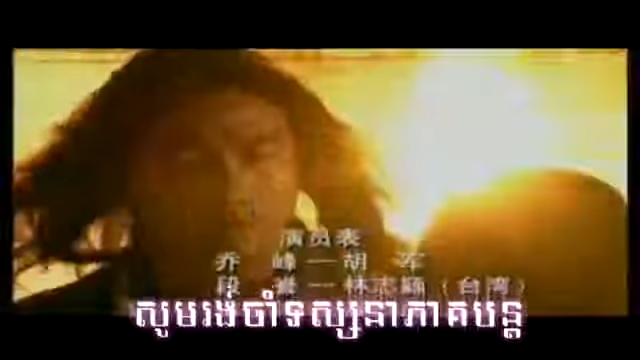 演员表
乔 峰—胡 军
段 誉—林志颖(台湾)
សូមរង់ចាំទស្សនាភាគបន្ត